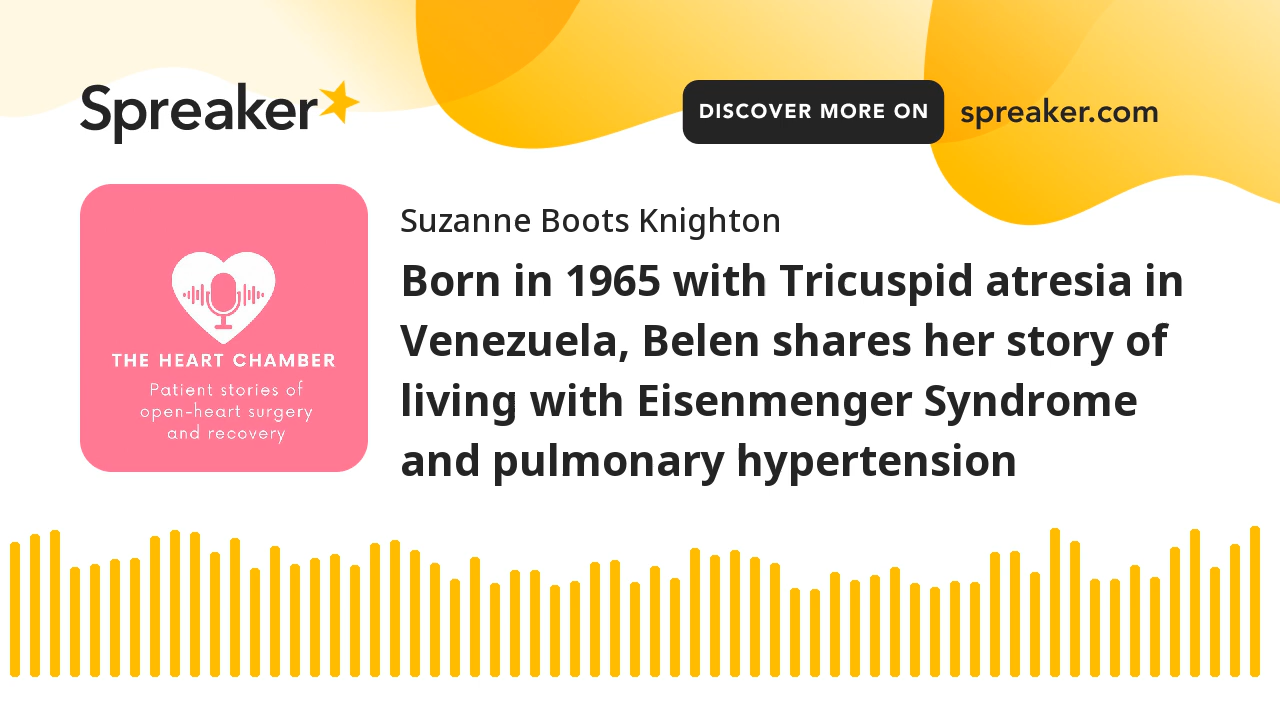 Spreaker
DISCOVER MORE ON
spreaker.com
THE HEART CHAMBER
Patient stories of
open-heart surgery
and recovery
Suzanne Boots Knighton
Born in 1965 with Tricuspid atresia in
Venezuela, Belen shares her story of
living with Eisenmenger Syndrome
and pulmonary hypertension